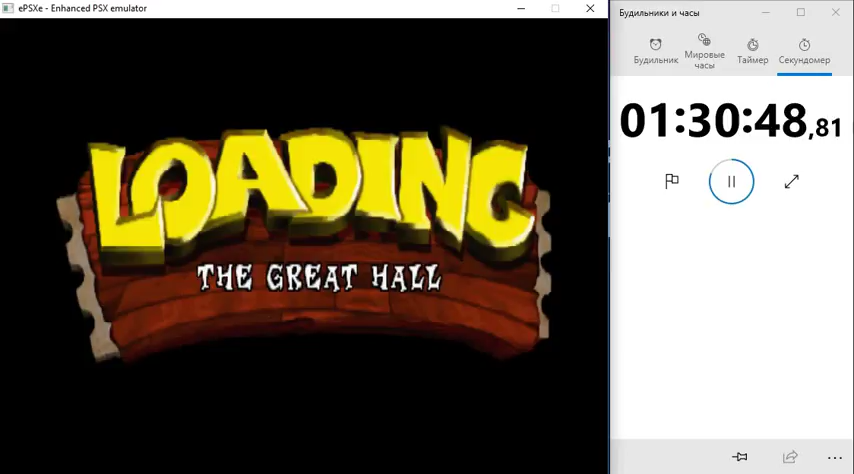 ePSXe - Enhanced PSX emulator
LOADING
THE GREAT HALL
Будильники и часы
Будильник
Мировые
часы
Таймер
Секундомер
01:30:48,81